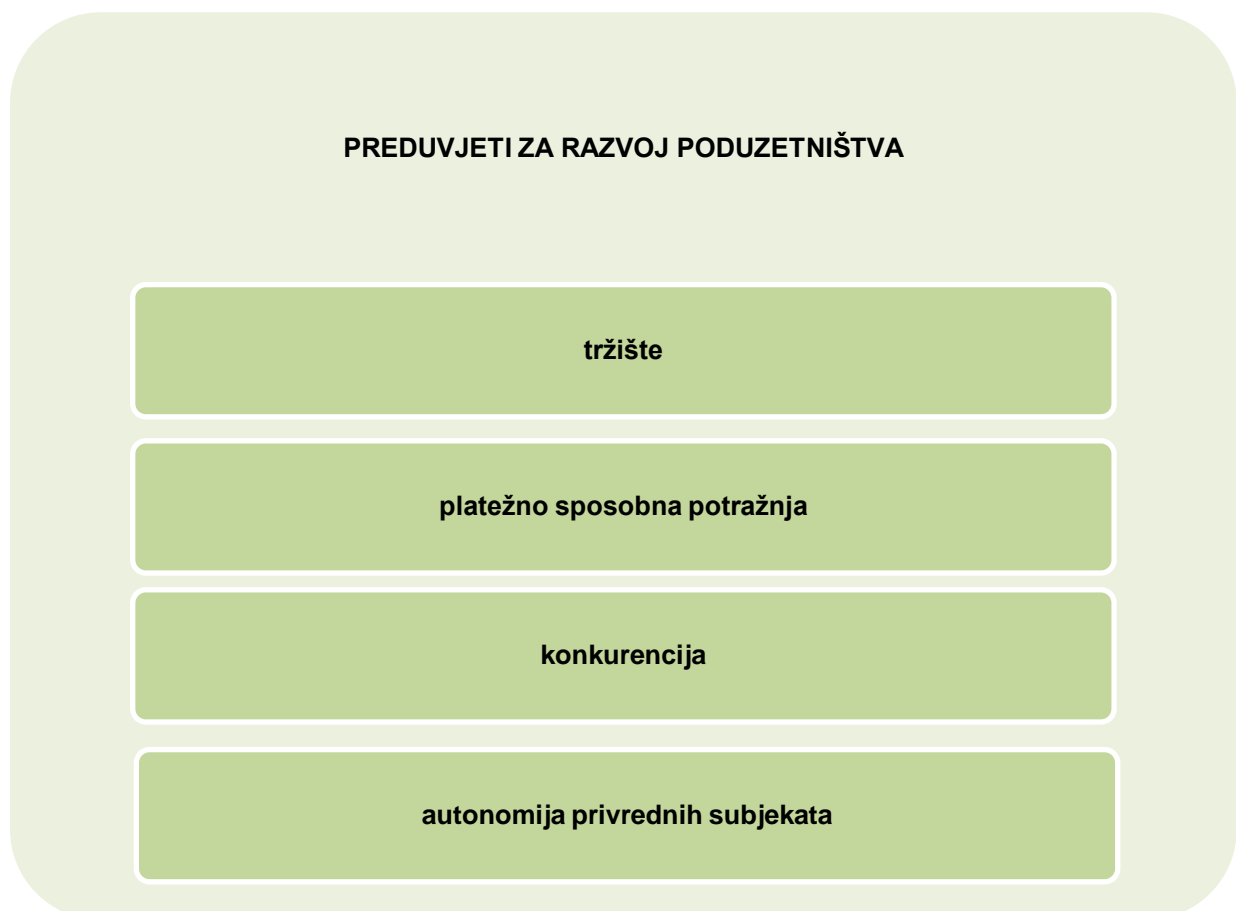 PREDUVJETI ZA RAZVOJ PODUZETNIŠTVA
tržište
platežno sposobna potražnja
konkurencija
autonomija privrednih subjekata